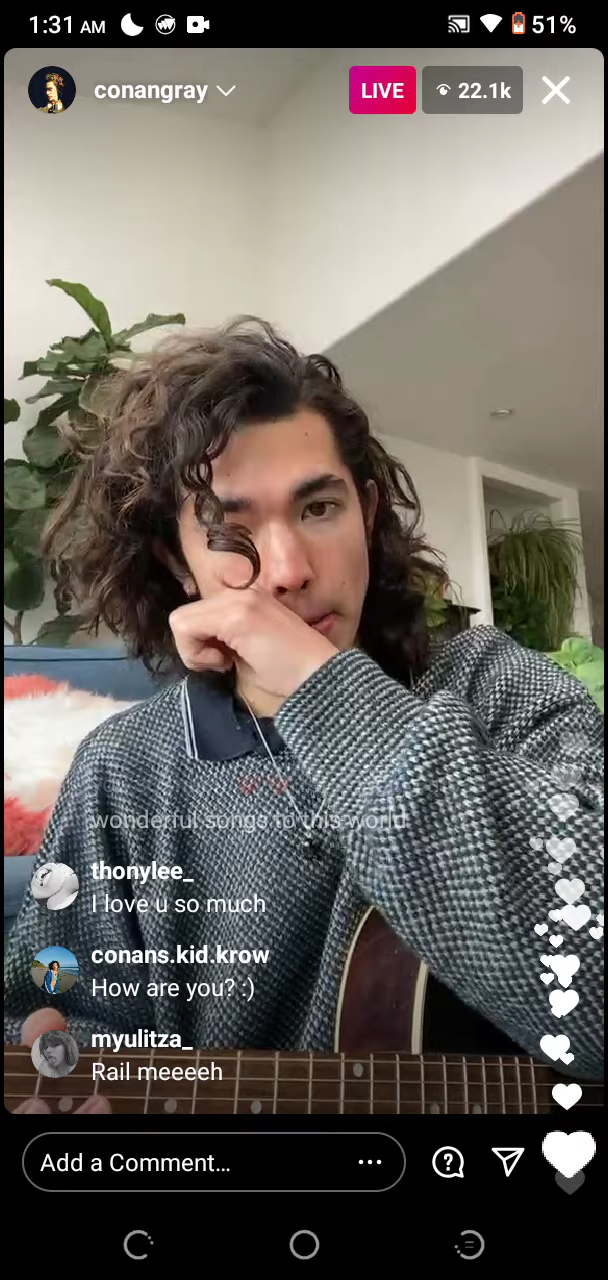 1:31 AM
51%
conangray
LIVE
22.1k
wonderful songs to this world
thonylee_
I love u so much
conans.kid.krow
How are you? :)
myulitza_
Rail meeeeh
Add a Comment...